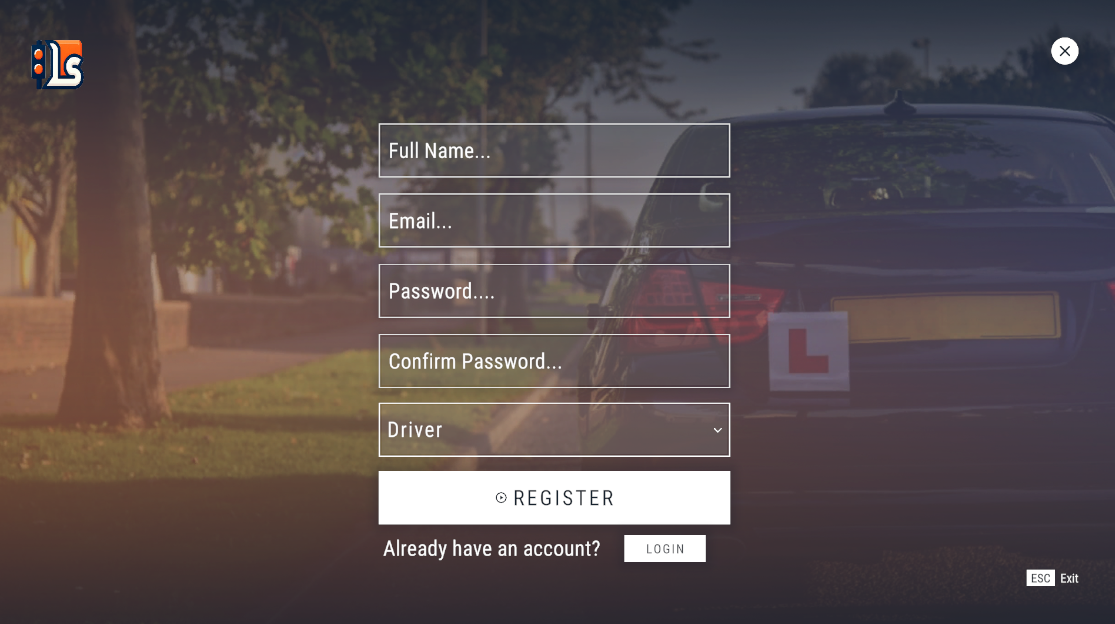 Ls
Full Name...
Email...
Password....
Confirm Password...
Driver
REGISTER
Already have an account? LOGIN
L
ESC Exit